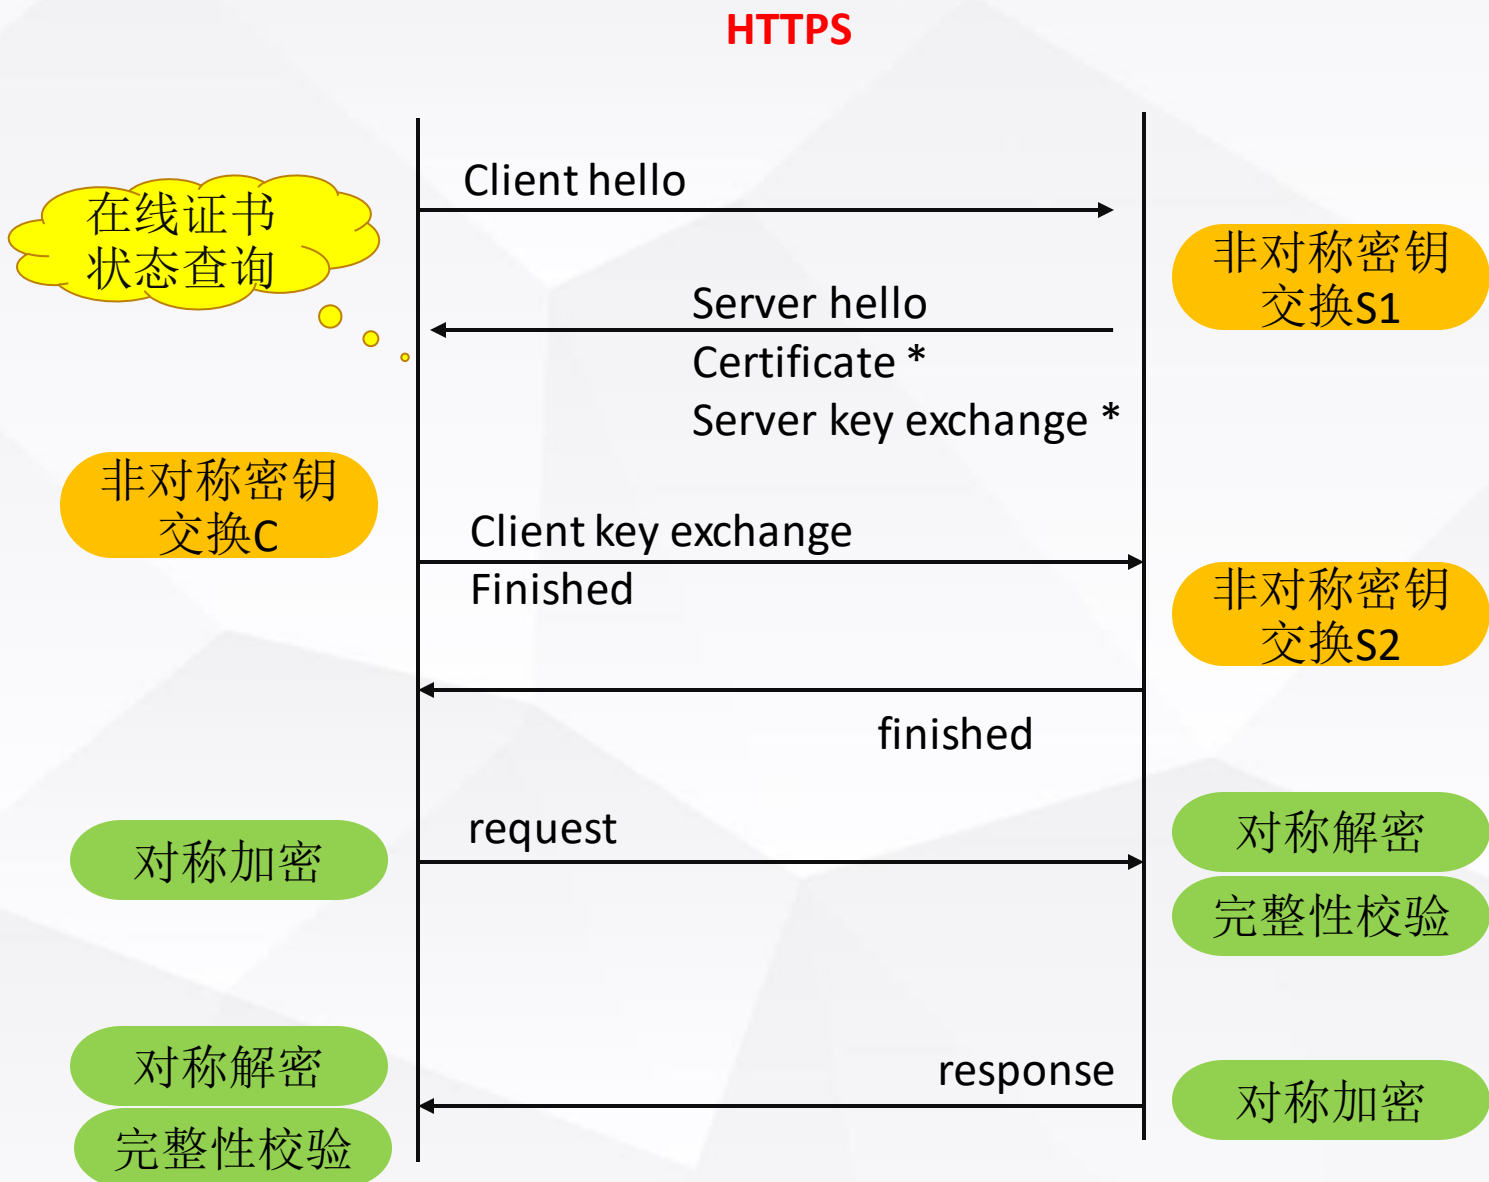 HTTPS
Client hello
在线证书
状态查询
非对称密钥
交换S1
Server hello
Certificate *
Server key exchange *
非对称密钥
交换C
Client key exchange
Finished
非对称密钥
交换S2
finished
request
对称加密
对称解密
完整性校验
对称解密
完整性校验
response
对称加密